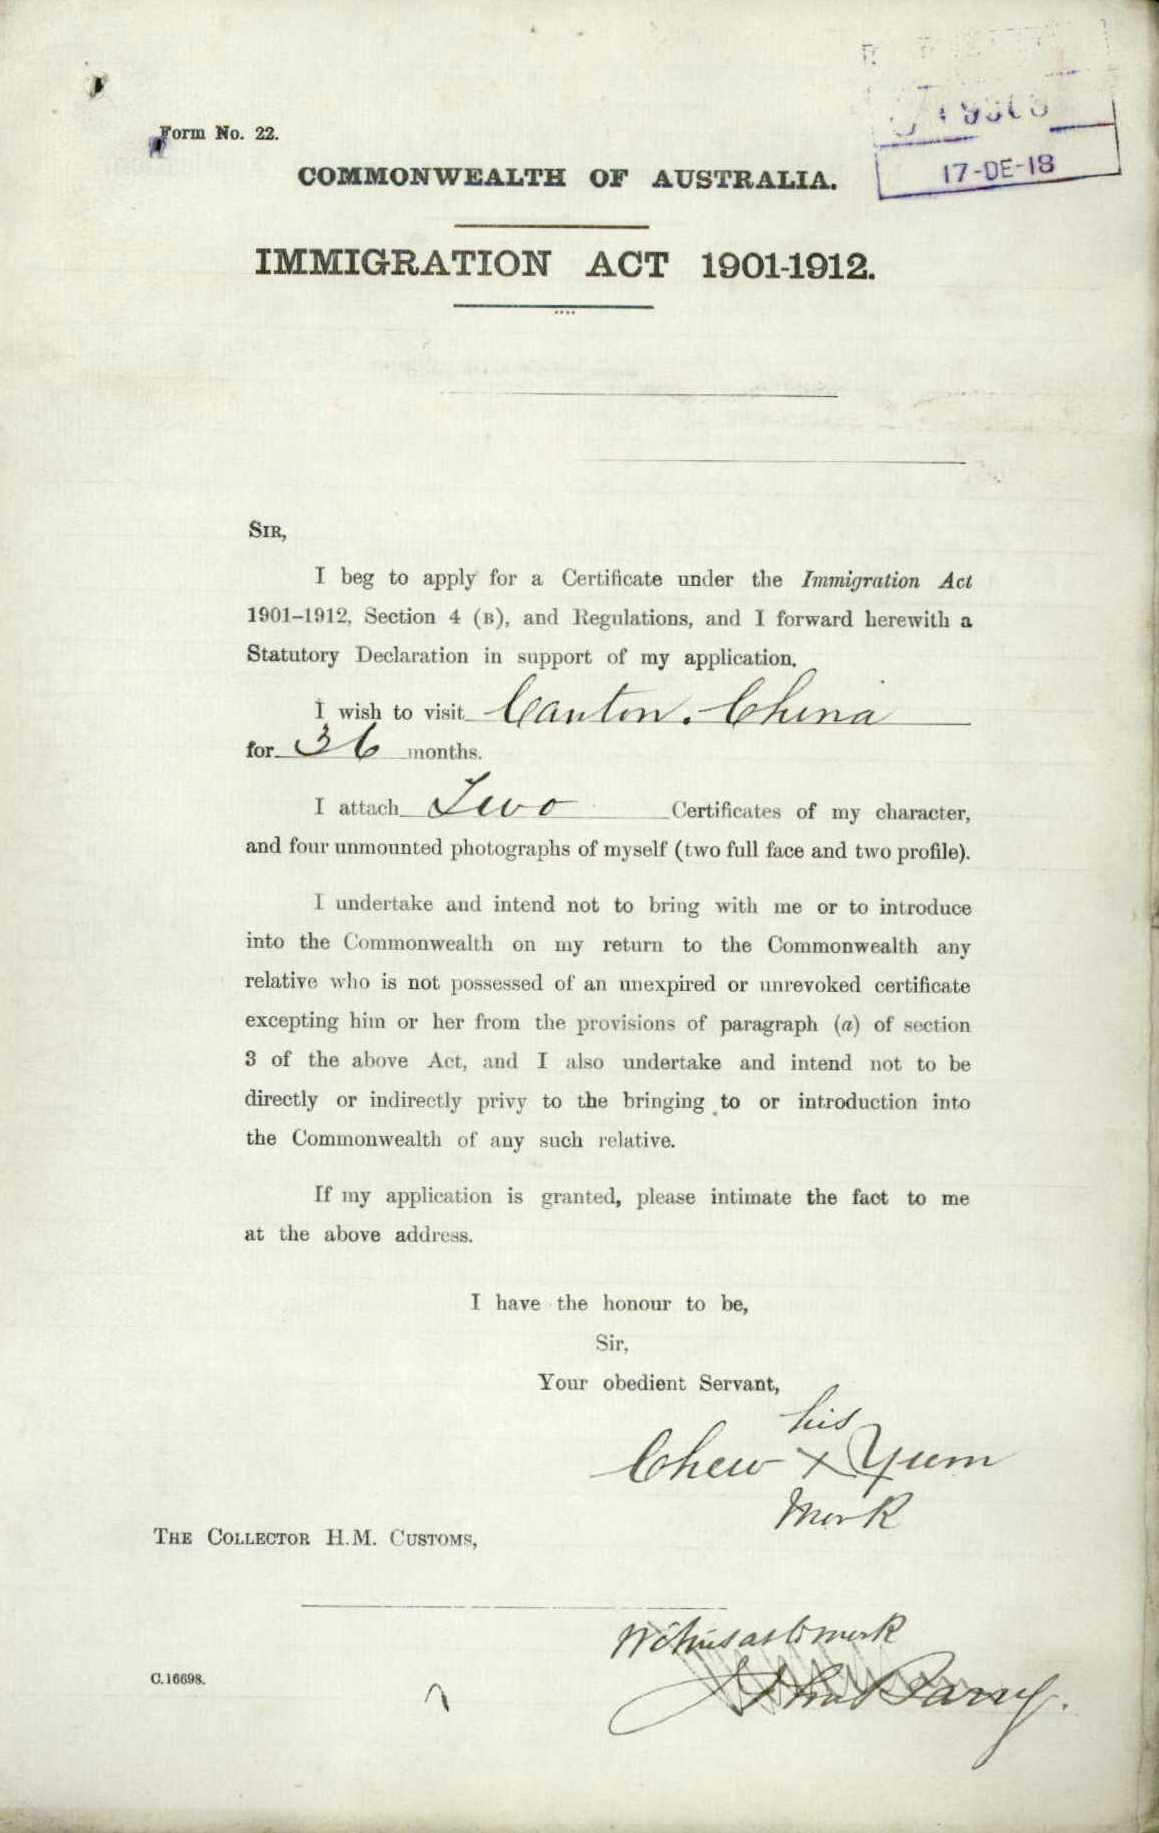 Form No. 22.
17-DE-18
COMMONWEALTH OF AUSTRALIA.
IMMIGRATION ACT 1901-1912.
SIR,
I beg to apply for a Certificate under the Immigration Act
1901–1912, Section 4 (B), and Regulations, and I forward herewith a
Statutory Declaration in support of my application.
I wish to visit Canton. China
for 36 months.
I attach Two Certificates of my character,
and four unmounted photographs of myself (two full face and two profile).
I undertake and intend not to bring with me or to introduce
into the Commonwealth on my return to the Commonwealth any
relative who is not possessed of an unexpired or unrevoked certificate
excepting him or her from the provisions of paragraph (a) of section
3 of the above Act, and I also undertake and intend not to be
directly or indirectly privy to the bringing to or introduction into
the Commonwealth of any such relative.
If my application is granted, please intimate the fact to me
at the above address.
I have the honour to be,
Sir,
Your obedient Servant,
his
Chew x Yum
Mark
THE COLLECTOR H.M. CUSTOMS,
Witness as to mark
John Barry.
C.16698.